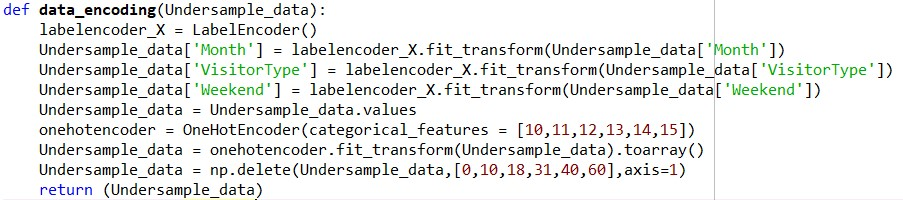 def data_encoding(Undersample_data):
    labelencoder_X = LabelEncoder()
    Undersample_data['Month'] = labelencoder_X.fit_transform(Undersample_data['Month'])
    Undersample_data['VisitorType'] = labelencoder_X.fit_transform(Undersample_data['VisitorType'])
    Undersample_data['Weekend'] = labelencoder_X.fit_transform(Undersample_data['Weekend'])
    Undersample_data = Undersample_data.values
    onehotencoder = OneHotEncoder(categorical_features = [10,11,12,13,14,15])
    Undersample_data = onehotencoder.fit_transform(Undersample_data).toarray()
    Undersample_data = np.delete(Undersample_data,[0,10,18,31,40,60],axis=1)
    return (Undersample_data)